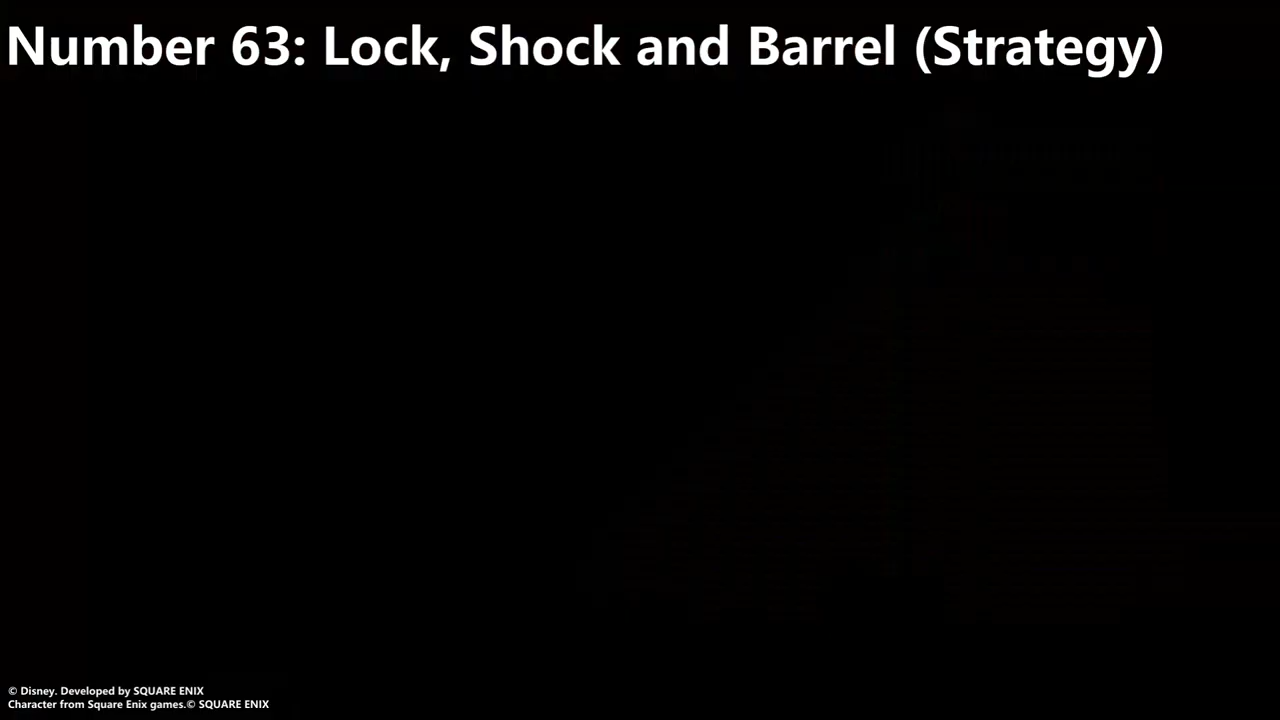 Number 63: Lock, Shock and Barrel (Strategy)
© Disney. Developed by SQUARE ENIX
Character from Square Enix games.© SQUARE ENIX